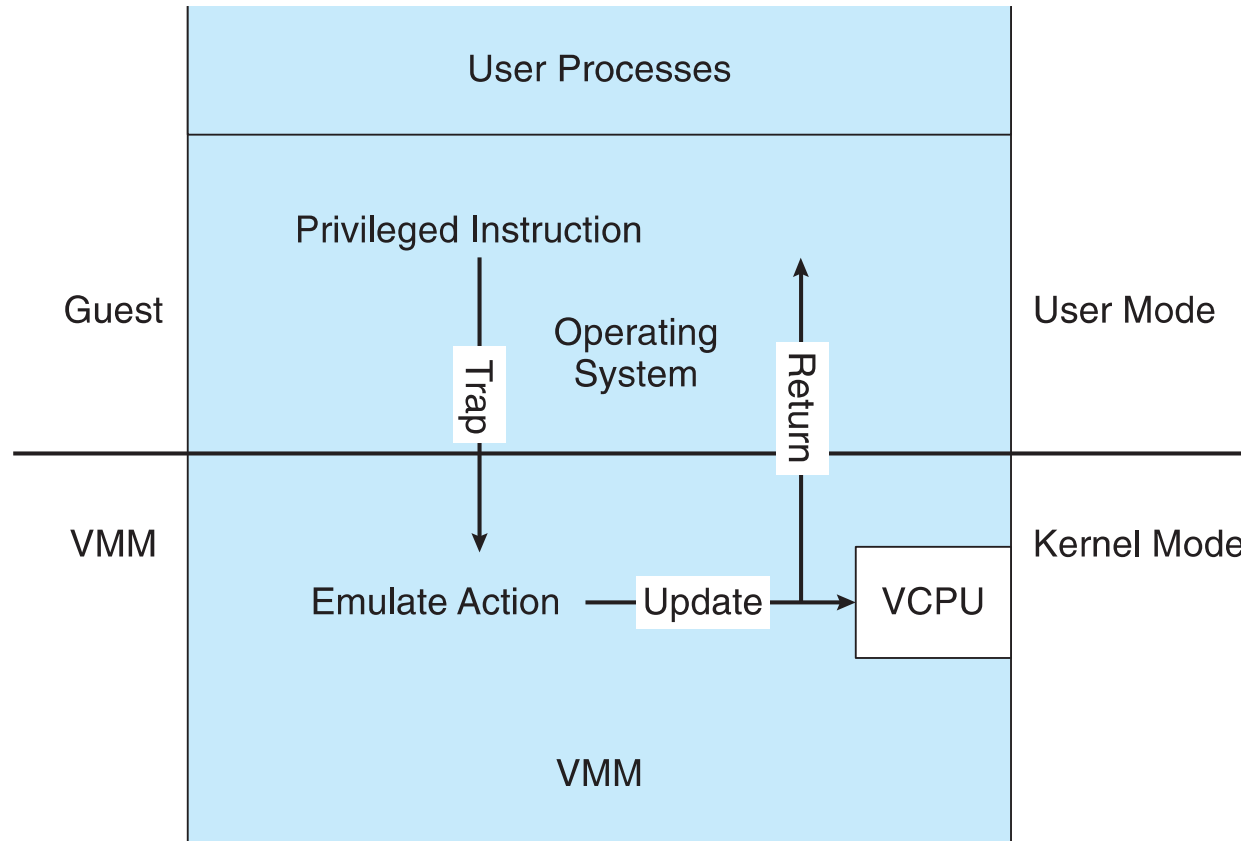 User Processes
Privileged Instruction
Guest
User Mode
Operating
System
Trap
Return
VMM
Kernel Mode
Emulate Action
Update
VCPU
VMM